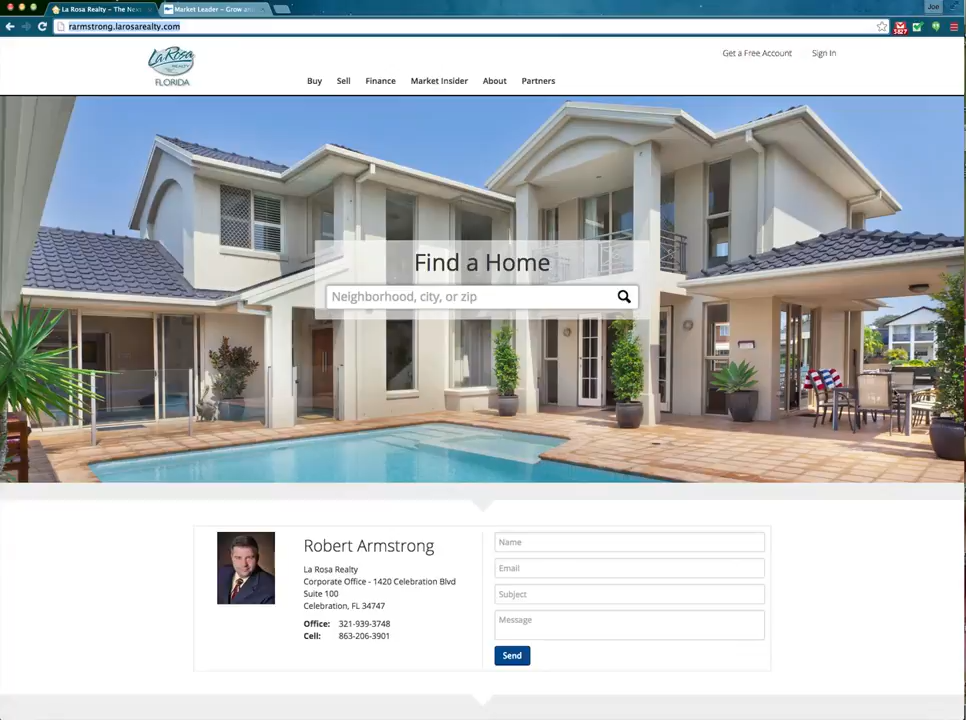 La Rosa Realty - The Next
Market Leader - Grow and
Joe
rarmstrong.larosarealty.com
LaRosa
REALTY
FLORIDA
Get a Free Account Sign In
Buy Sell Finance Market Insider About Partners
Find a Home
Neighborhood, city, or zip
Robert Armstrong
La Rosa Realty
Corporate Office - 1420 Celebration Blvd
Suite 100
Celebration, FL 34747
Office: 321-939-3748
Cell: 863-206-3901
Name
Email
Subject
Message
Send